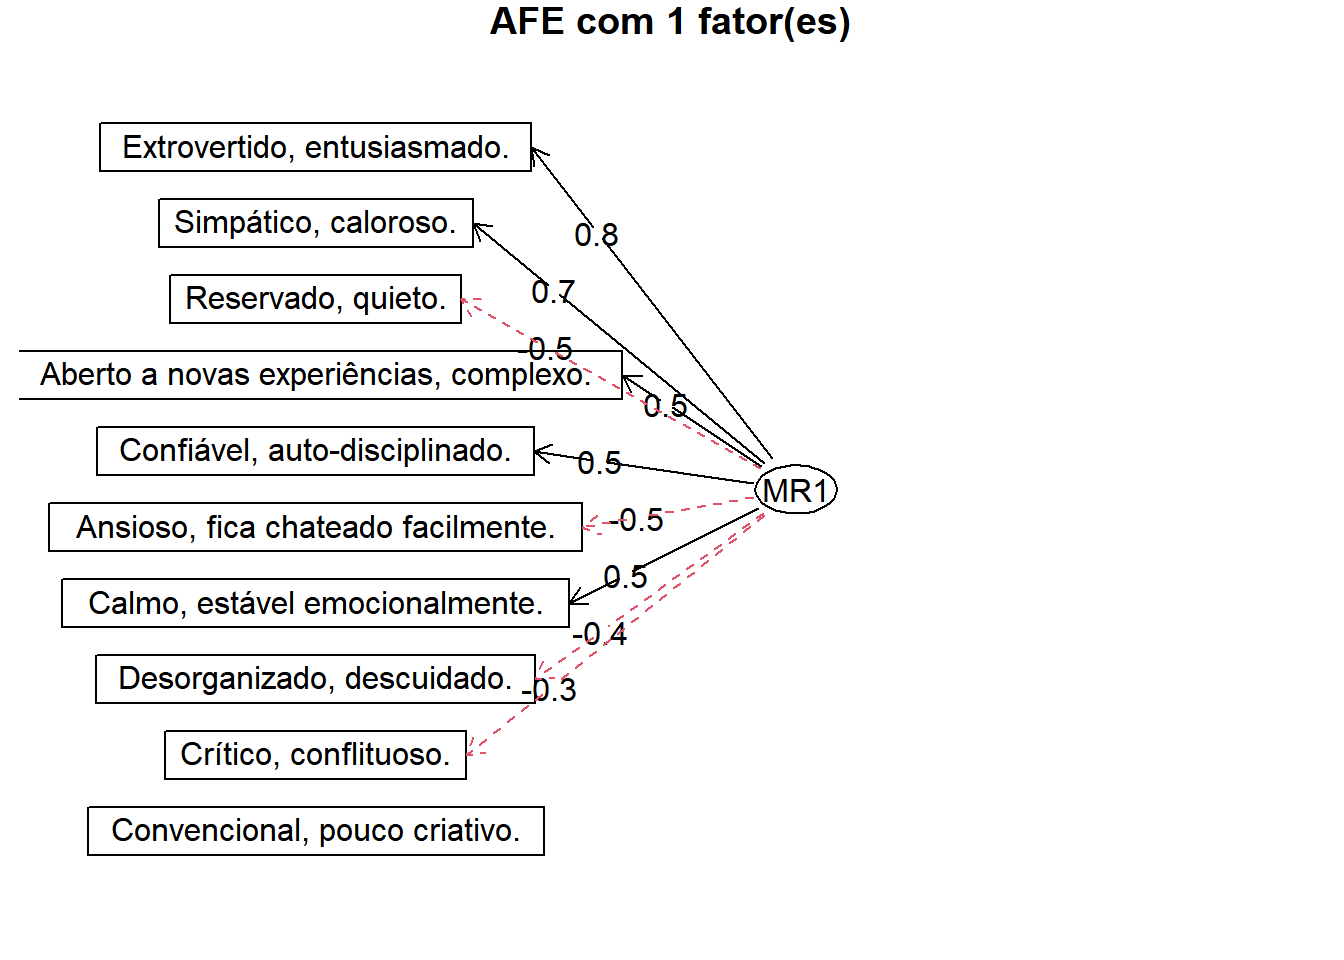 AFE com 1 fator(es)
Extrovertido, entusiasmado.
0.8
Simpático, caloroso.
0.7
Reservado, quieto.
-0.5
Aberto a novas experiências, complexo.
0.5
Confiável, auto-disciplinado.
0.5
MR1
Ansioso, fica chateado facilmente.
-0.5
Calmo, estável emocionalmente.
0.5
-0.4
Desorganizado, descuidado.
-0.3
Crítico, conflituoso.
Convencional, pouco criativo.